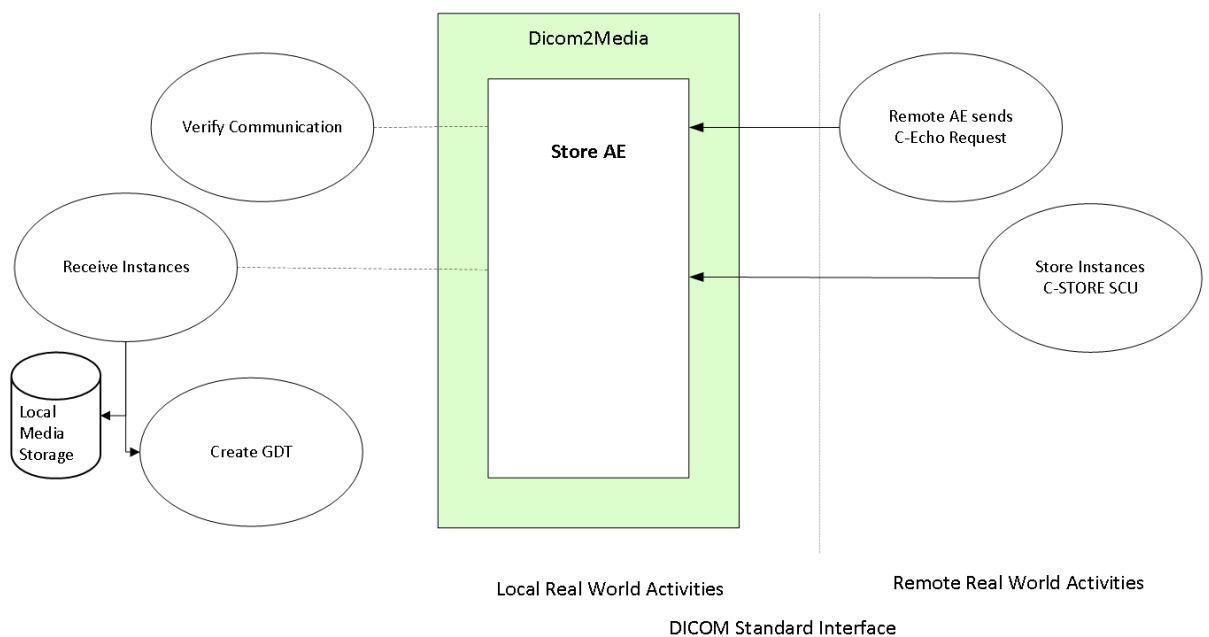 Dicom2Media
Verify Communication
Store AE
Remote AE sends
C-Echo Request
Receive Instances
Store Instances
C-STORE SCU
Local
Media
Storage
Create GDT
Local Real World Activities
Remote Real World Activities
DICOM Standard Interface